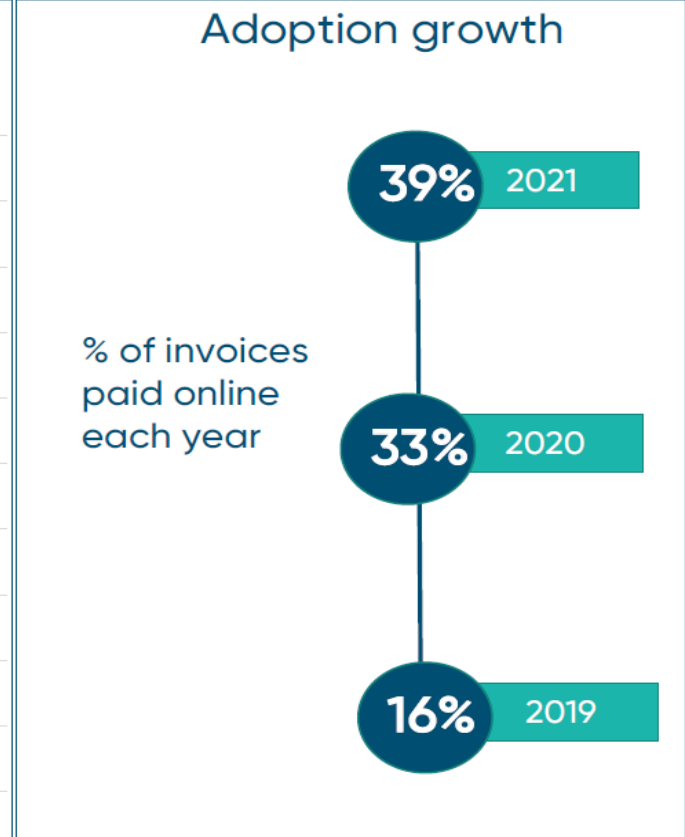 Adoption growth
39% 2021
% of invoices
paid online
each year
33% 2020
16% 2019